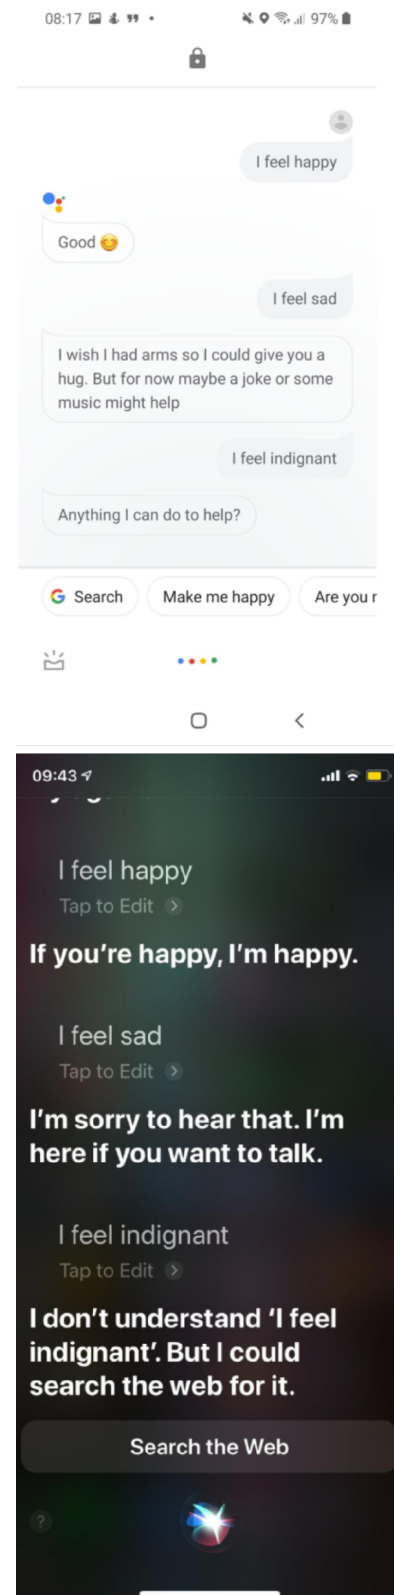 08:17 97%
I feel happy
Good 😊
I feel sad
I wish I had arms so I could give you a
hug. But for now maybe a joke or some
music might help
I feel indignant
Anything I can do to help?
G Search Make me happy Are you r
09:43
I feel happy
Tap to Edit
If you’re happy, I’m happy.
I feel sad
Tap to Edit
I’m sorry to hear that. I’m
here if you want to talk.
I feel indignant
Tap to Edit
I don’t understand ‘I feel
indignant’. But I could
search the web for it.
Search the Web
?